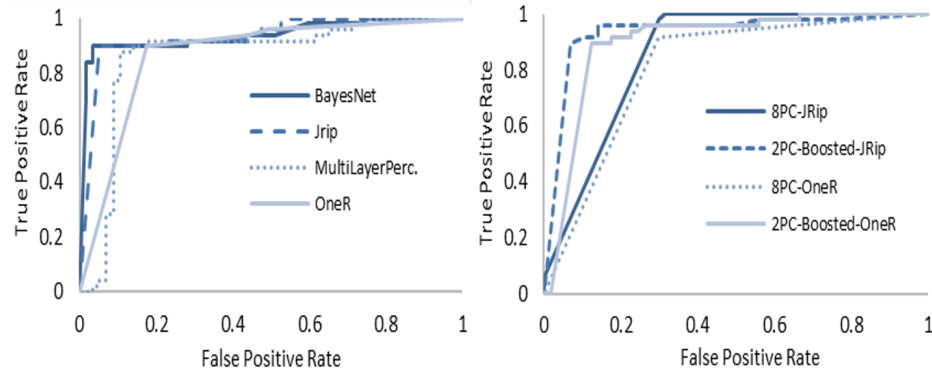 True Positive Rate
1
0.8
0.6
0.4
0.2
0
BayesNet
Jrip
MultiLayerPerc.
OneR
0 0.2 0.4 0.6 0.8 1
False Positive Rate
True Positive Rate
1
0.8
0.6
0.4
0.2
0
8PC-JRip
2PC-Boosted-JRip
8PC-OneR
2PC-Boosted-OneR
0 0.2 0.4 0.6 0.8 1
False Positive Rate